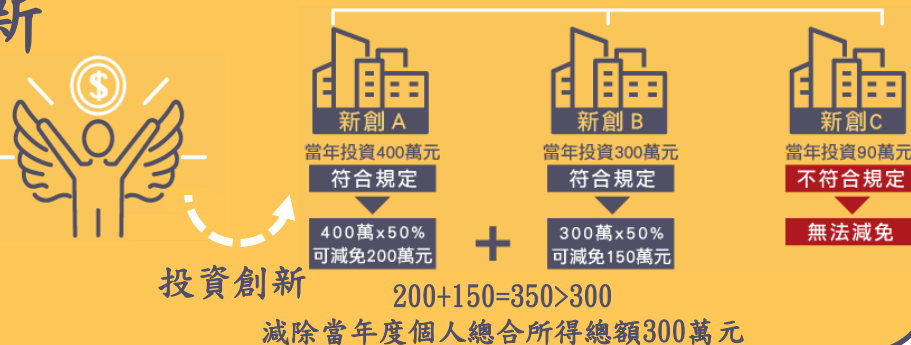 新
$
新創A
當年投資400萬元
符合規定
400萬x50%
可減免200萬元
+
新創B
當年投資300萬元
符合規定
300萬x50%
可減免150萬元
新創C
當年投資90萬元
不符合規定
無法減免
投資創新
200+150=350>300
減除當年度個人總合所得總額300萬元